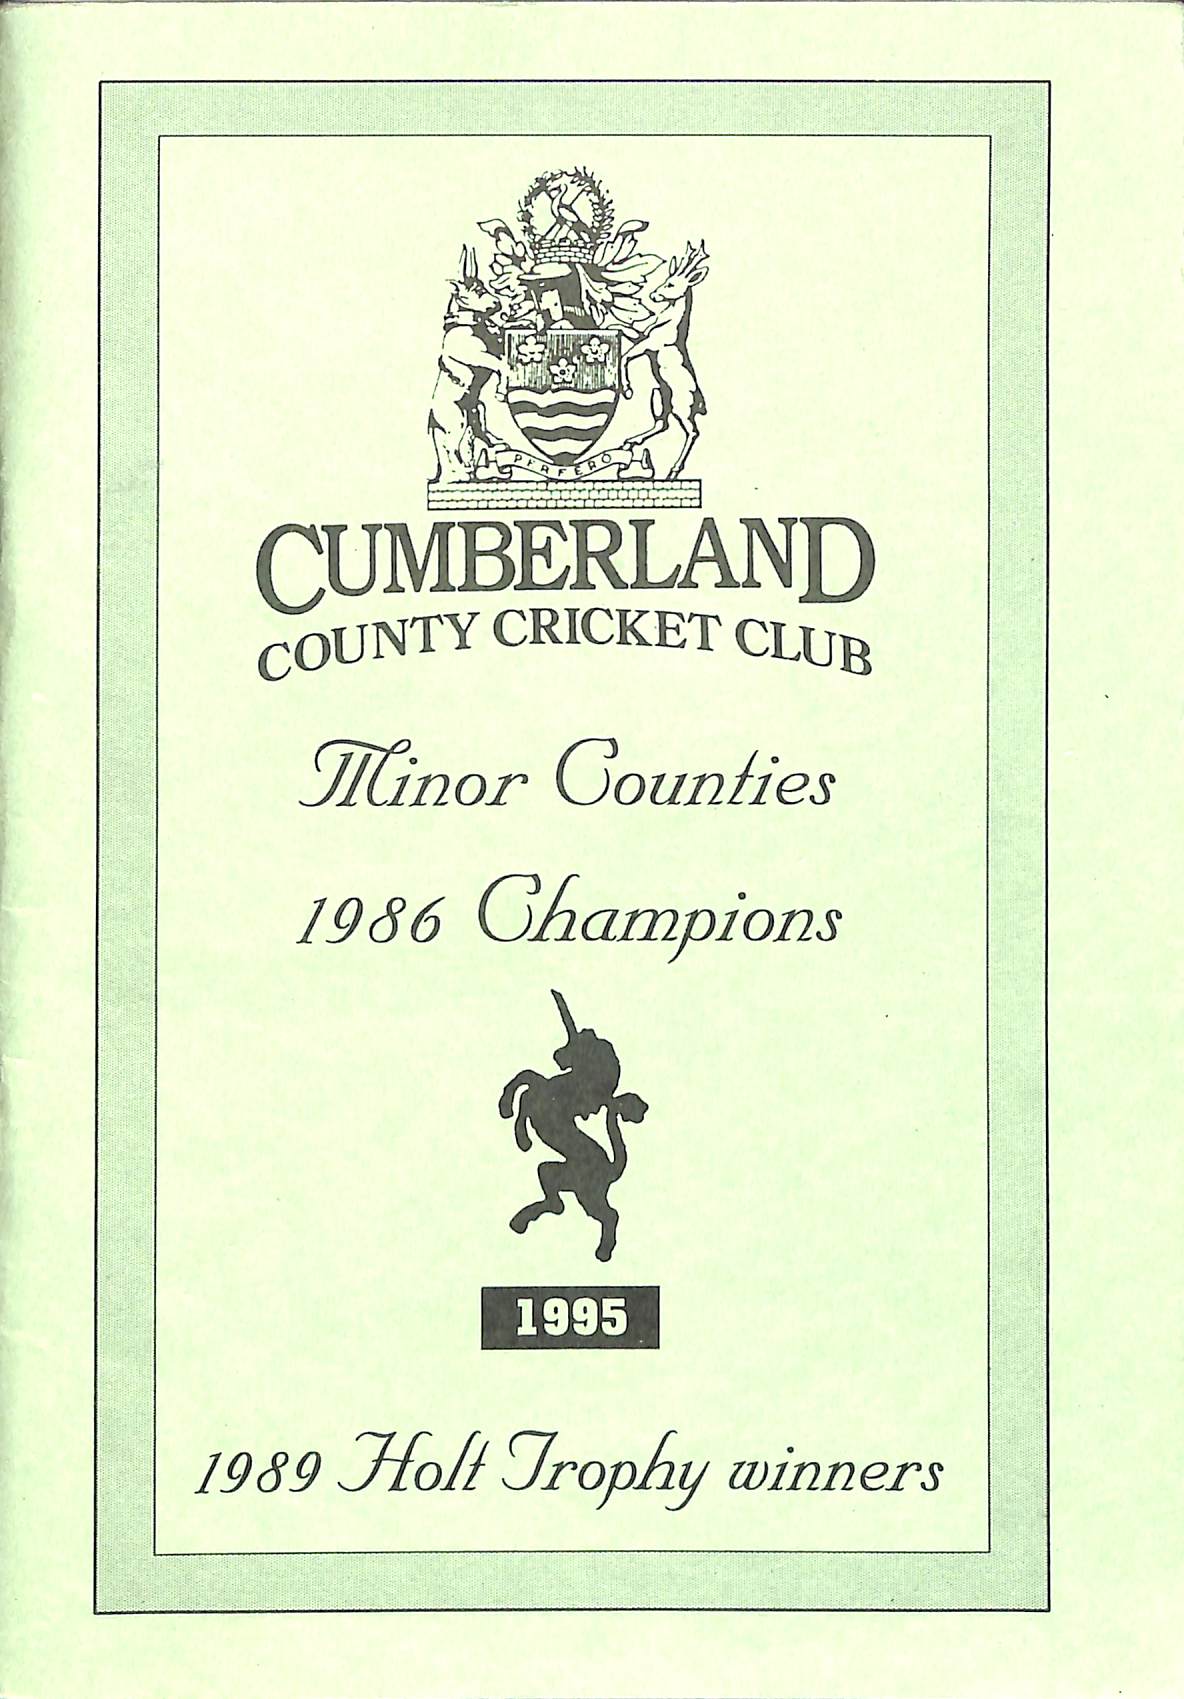 PERFERO
CUMBERLAND
COUNTY CRICKET CLUB
Minor Counties
1986 Champions
1995
1989 Holt Trophy winners